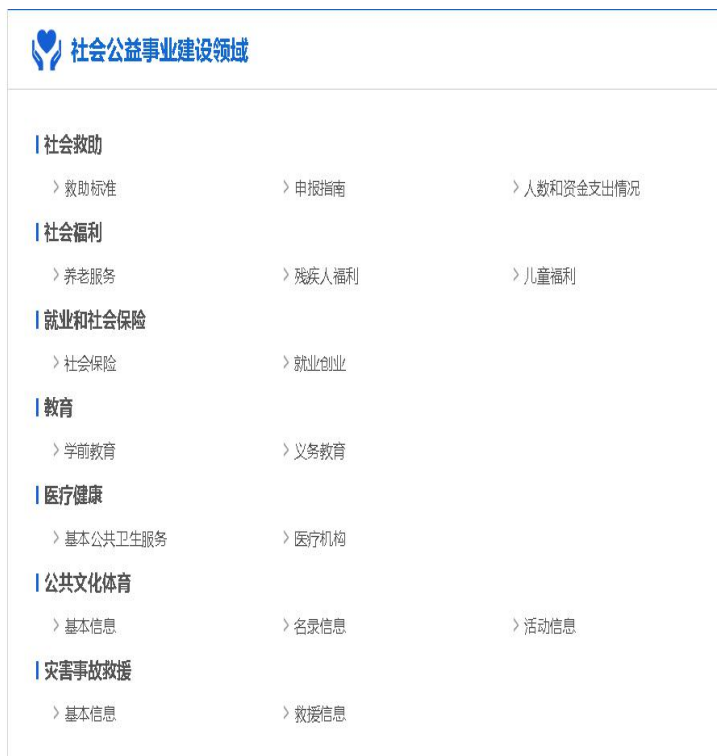 社会公益事业建设领域
社会救助
救助标准 申报指南 人数和资金支出情况
社会福利
养老服务 残疾人福利 儿童福利
就业和社会保险
社会保险 就业创业
教育
学前教育 义务教育
医疗健康
基本公共卫生服务 医疗机构
公共文化体育
基本信息 名录信息 活动信息
灾害事故救援
基本信息 救援信息